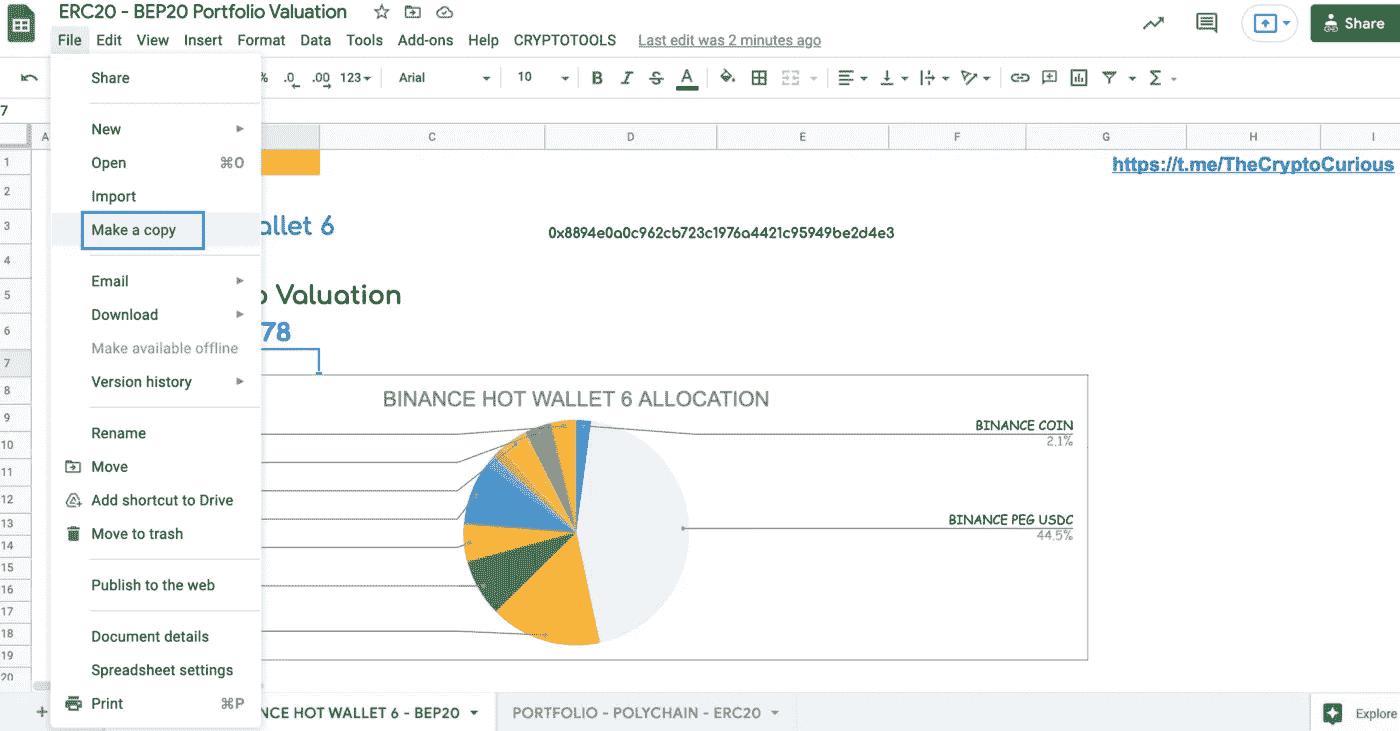 ERC20 - BEP20 Portfolio Valuation
File Edit View Insert Format Data Tools Add-ons Help CRYPTOTOOLS Last edit was 2 minutes ago
Share
% .0 .00 123 Arial 10 B I S A
7
A C D E F G H I
1 https://t.me/TheCryptoCurious
2
3 allet 6 0x8894e0a0c962cb723c1976a4421c95949be2d4e3
4
5 Valuation
6 78
7
8
9
10
11
12
13
14
15
16
17
18
19
20
Share
New
Open ⌘O
Import
Make a copy
Email
Download
Make available offline
Version history
Rename
Move
Add shortcut to Drive
Move to trash
Publish to the web
Document details
Spreadsheet settings
Print ⌘P
BINANCE HOT WALLET 6 ALLOCATION
BINANCE COIN
2.1%
BINANCE PEG USDC
44.5%
+ NCE HOT WALLET 6 - BEP20 PORTFOLIO - POLYCHAIN - ERC20 Explore